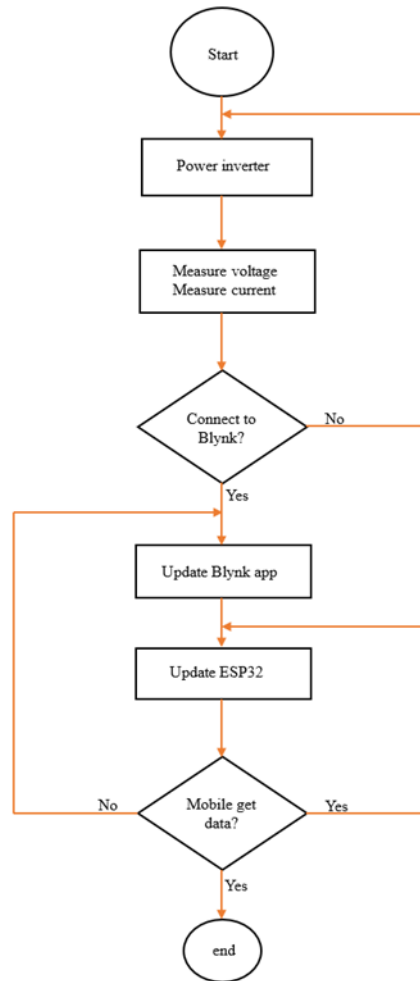 Start
Power inverter
Measure voltage
Measure current
Connect to
Blynk?
No
Yes
Update Blynk app
Update ESP32
No
Mobile get
data?
Yes
Yes
end